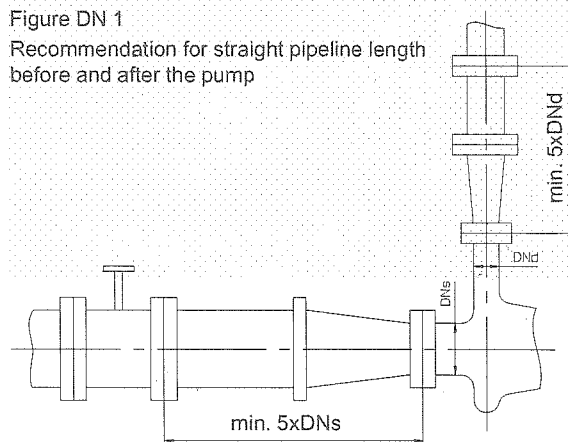 Figure DN 1
Recommendation for straight pipeline length
before and after the pump
min. 5xDNd
DNd
DNs
min. 5xDNs